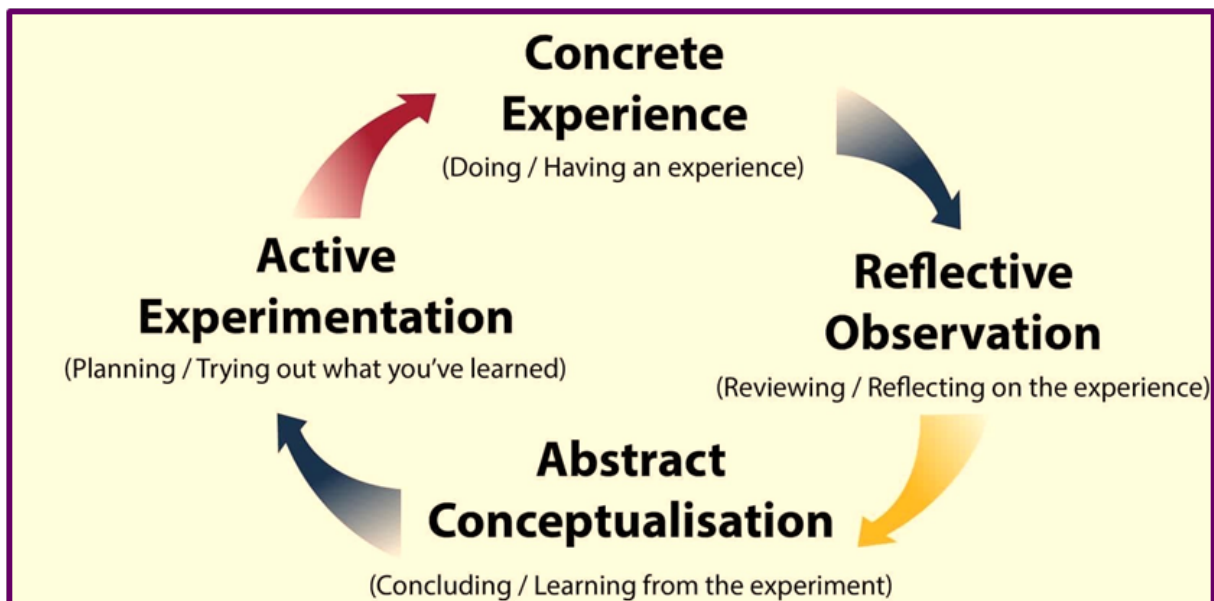 Concrete
Experience
(Doing / Having an experience)
Reflective
Observation
(Reviewing / Reflecting on the experience)
Abstract
Conceptualisation
(Concluding / Learning from the experiment)
Active
Experimentation
(Planning / Trying out what you've learned)